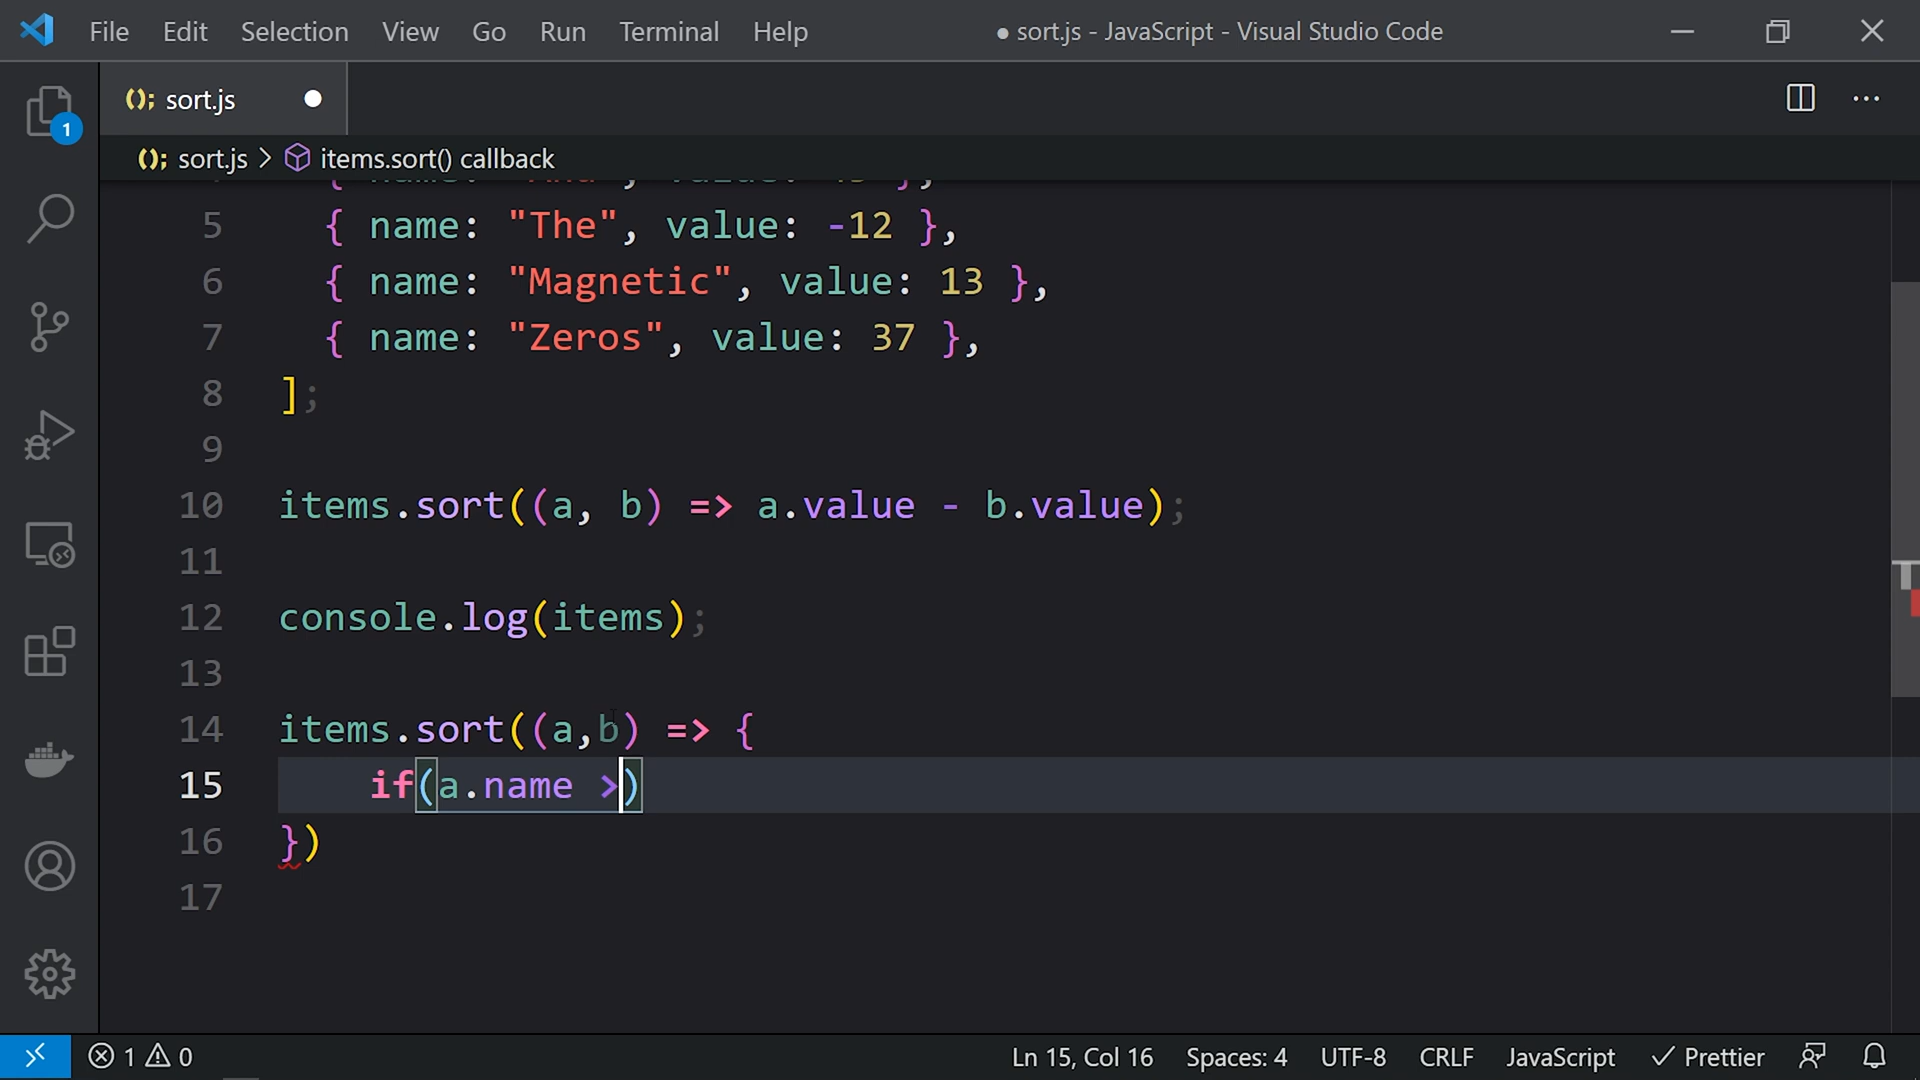 File Edit Selection View Go Run Terminal Help ● sort.js - JavaScript - Visual Studio Code
(); sort.js
1
(); sort.js > items.sort() callback
5 { name: "The", value: -12 },
6 { name: "Magnetic", value: 13 },
7 { name: "Zeros", value: 37 },
8 ];
9
10 items.sort((a, b) => a.value - b.value);
11
12 console.log(items);
13
14 items.sort((a,b) => {
15 if(a.name >)
16 })
17
1 0 Ln 15, Col 16 Spaces: 4 UTF-8 CRLF JavaScript ✓ Prettier